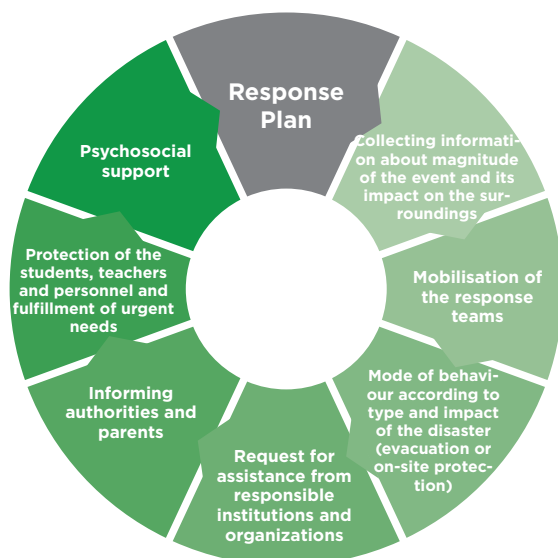 Response
Plan
Collecting informati-
on about magnitude
of the event and its
impact on the sur-
roundings
Mobilisation of
the response
teams
Mode of behavi-
our according to
type and impact
of the disaster
(evacuation or
on-site protec-
tion)
Request for
assistance from
responsible
institutions and
organizations
Informing
authorities and
parents
Protection of the
students, teachers
and personnel and
fulfillment of urgent
needs
Psychosocial
support